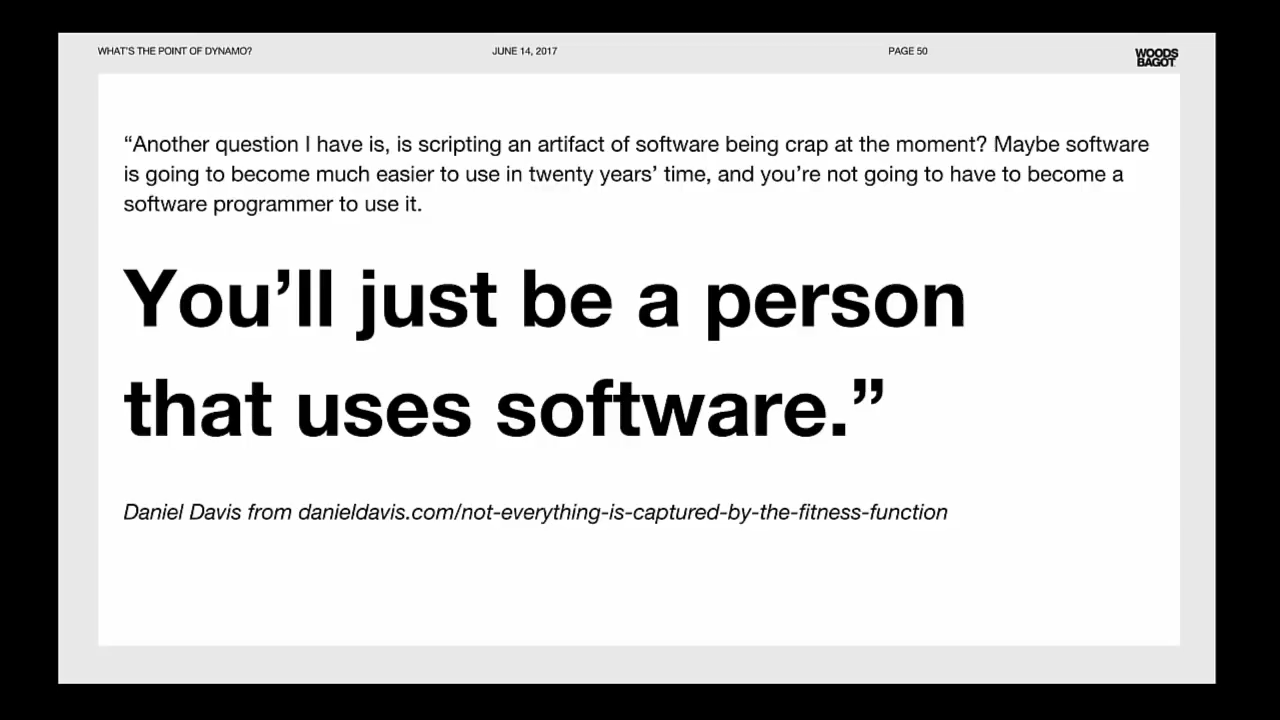 WHAT'S THE POINT OF DYNAMO?
JUNE 14, 2017
PAGE 50
WOODS
BAGOT
“Another question I have is, is scripting an artifact of software being crap at the moment? Maybe software
is going to become much easier to use in twenty years’ time, and you’re not going to have to become a
software programmer to use it.
You’ll just be a person
that uses software.”
Daniel Davis from danieldavis.com/not-everything-is-captured-by-the-fitness-function